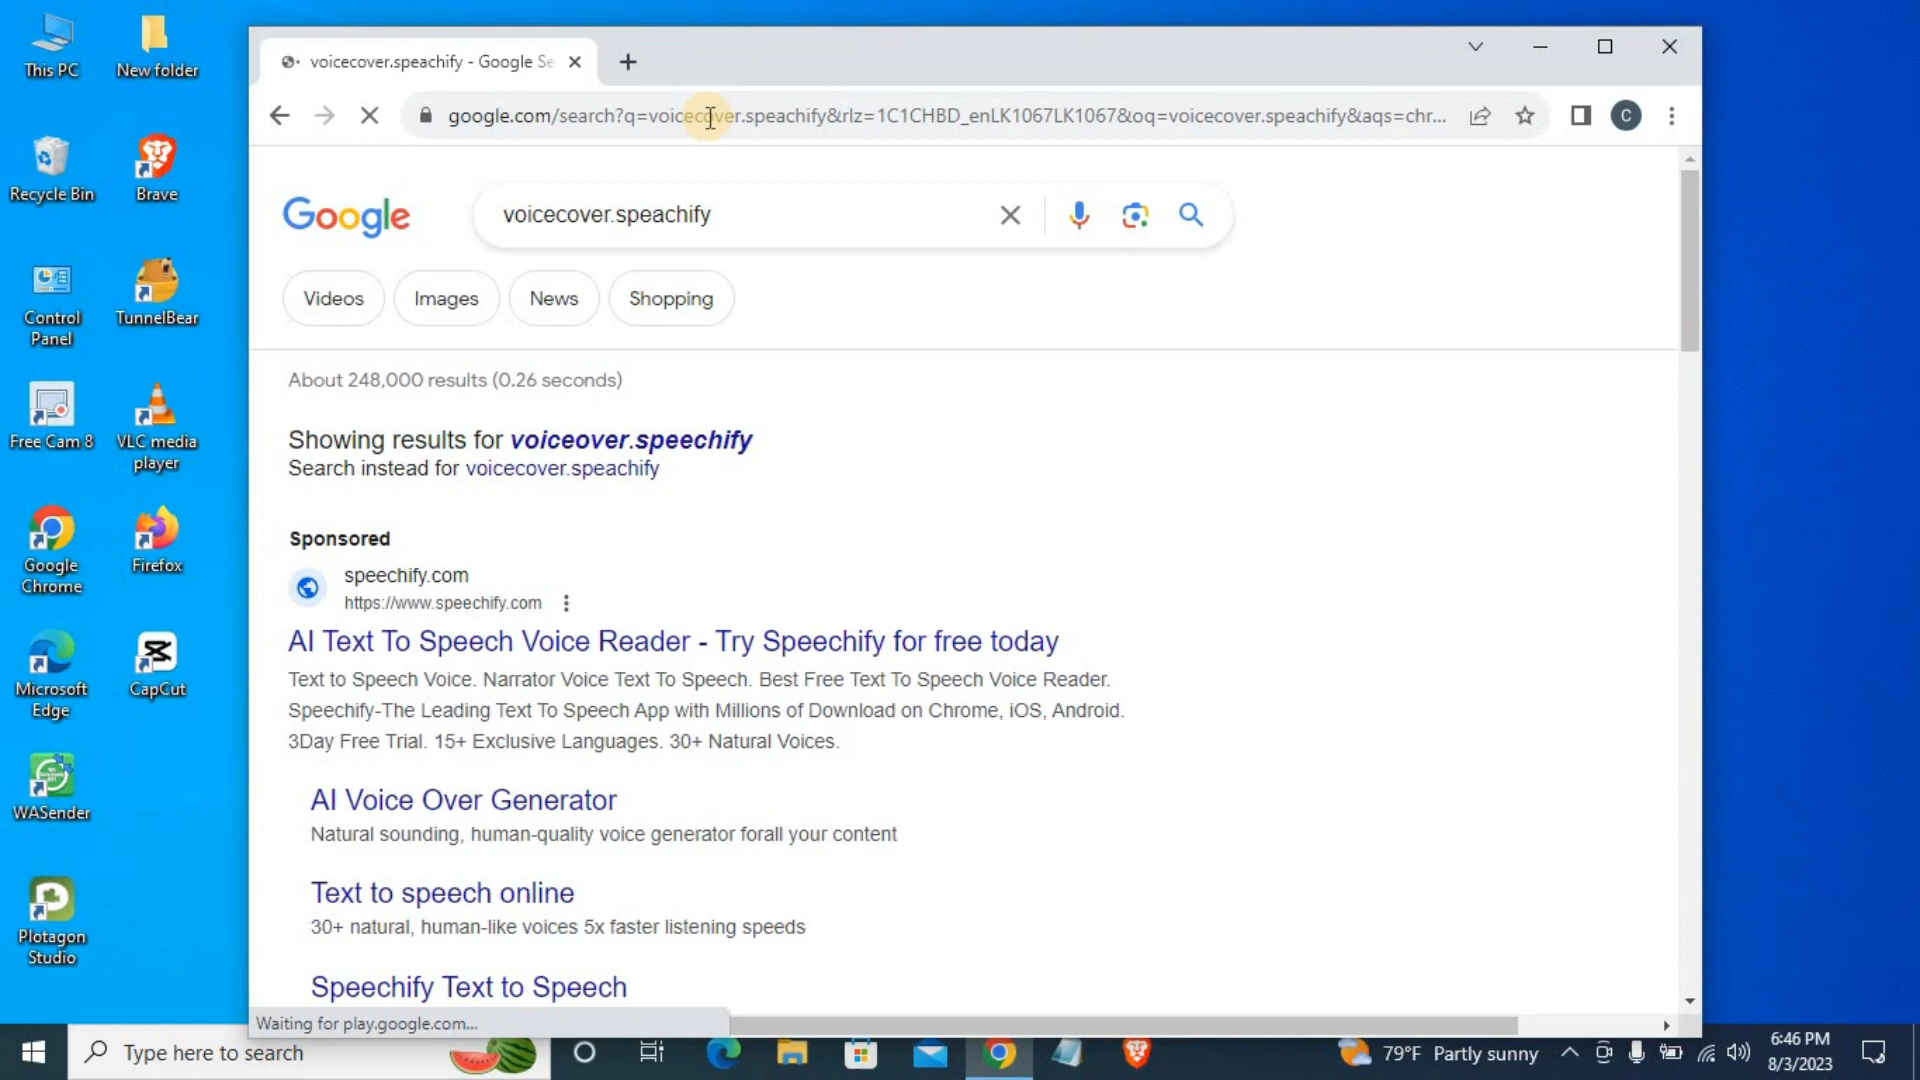 This PC
New folder
Recycle Bin
Brave
Control
Panel
TunnelBear
Free Cam 8
VLC media
player
Google
Chrome
Firefox
Microsoft
Edge
CapCut
WASender
Plotagon
Studio
voicecover.speachify - Google Se
google.com/search?q=voicecover.speachify&rlz=1C1CHBD_enLK1067LK1067&oq=voicecover.speachify&aqs=chr...
C
Google
voicecover.speachify
Videos
Images
News
Shopping
About 248,000 results (0.26 seconds)
Showing results for voiceover.speechify
Search instead for voicecover.speachify
Sponsored
speechify.com
https://www.speechify.com
AI Text To Speech Voice Reader - Try Speechify for free today
Text to Speech Voice. Narrator Voice Text To Speech. Best Free Text To Speech Voice Reader.
Speechify-The Leading Text To Speech App with Millions of Download on Chrome, iOS, Android.
3Day Free Trial. 15+ Exclusive Languages. 30+ Natural Voices.
AI Voice Over Generator
Natural sounding, human-quality voice generator forall your content
Text to speech online
30+ natural, human-like voices 5x faster listening speeds
Speechify Text to Speech
Waiting for play.google.com...
Type here to search
79°F Partly sunny
6:46 PM
8/3/2023